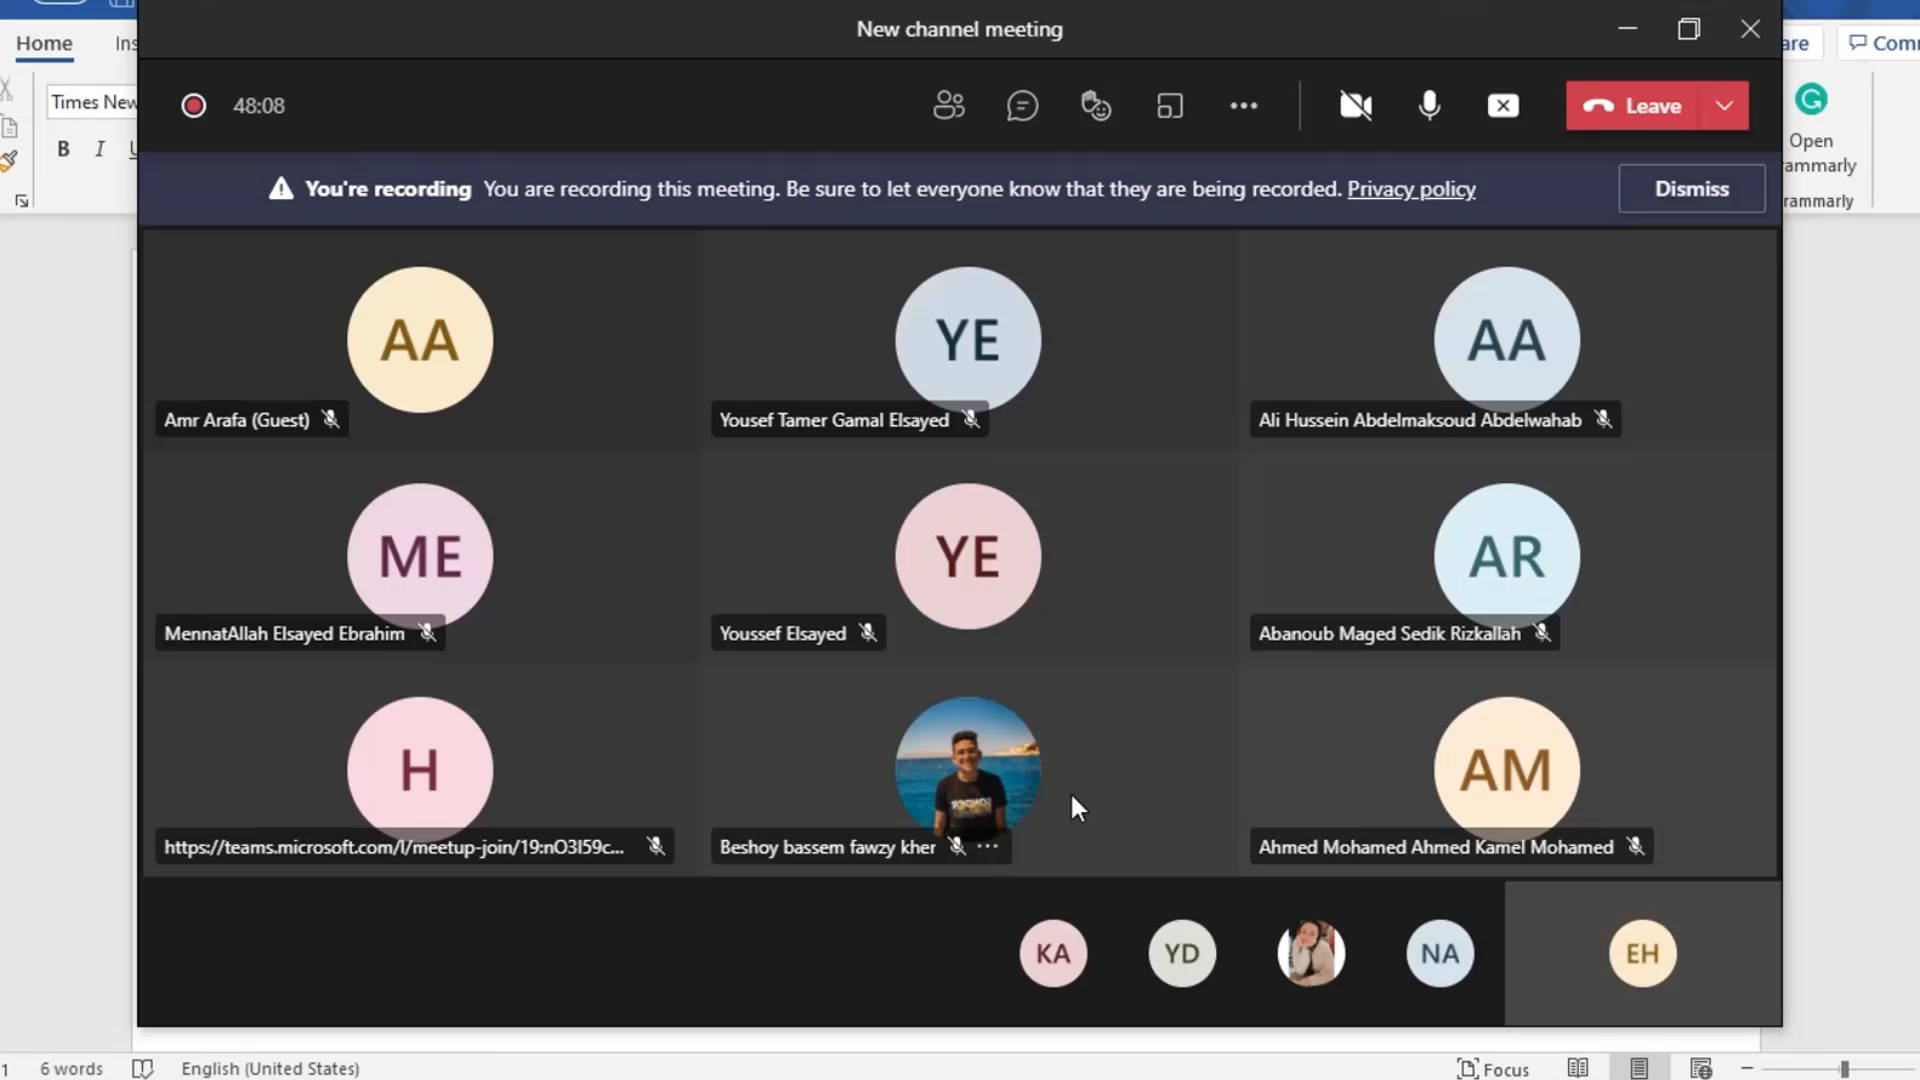 New channel meeting
Home
Ins
are
Comm
48:08
Leave
Times New
B I U
Open
rammarly
rammarly
You're recording You are recording this meeting. Be sure to let everyone know that they are being recorded. Privacy policy
Dismiss
AA
YE
AA
Amr Arafa (Guest)
Yousef Tamer Gamal Elsayed
Ali Hussein Abdelmaksoud Abdelwahab
ME
YE
AR
MennatAllah Elsayed Ebrahim
Youssef Elsayed
Abanoub Maged Sedik Rizkallah
H
AM
https://teams.microsoft.com/l/meetup-join/19:nO3l59c...
Beshoy bassem fawzy kher
Ahmed Mohamed Ahmed Kamel Mohamed
KA
YD
NA
EH
1
6 words
English (United States)
Focus